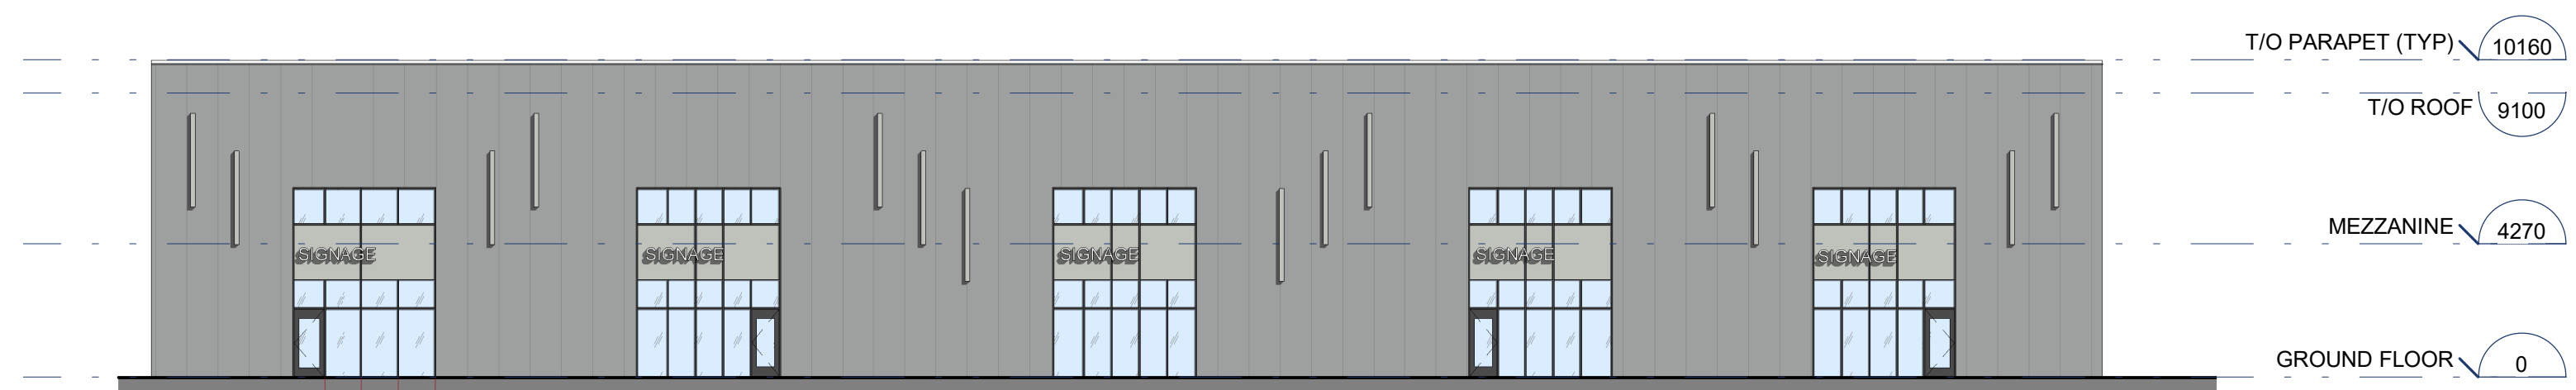 T/O PARAPET (TYP) 10160
T/O ROOF 9100
MEZZANINE 4270
SIGNAGE SIGNAGE SIGNAGE SIGNAGE SIGNAGE
GROUND FLOOR 0